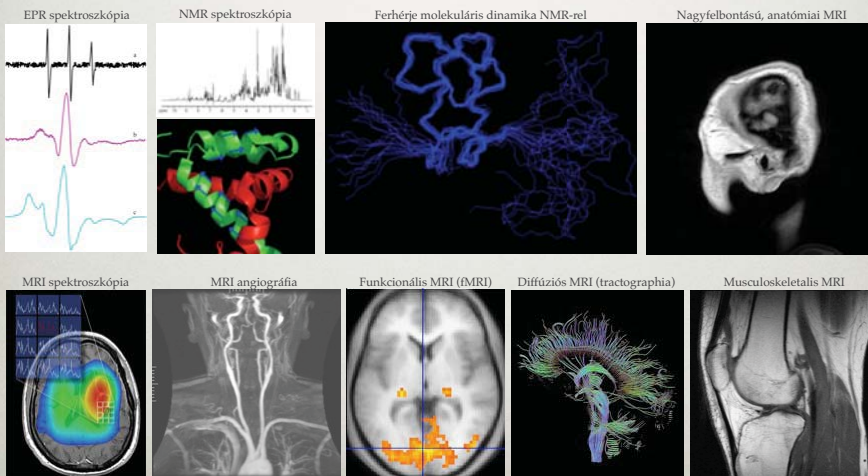 EPR spektroszkópia
NMR spektroszkópia
Ferhérje molekuláris dinamika NMR-rel
Nagyfelbontású, anatómiai MRI
a
b
c
MRI spektroszkópia
MRI angiográfia
Funkcionális MRI (fMRI)
Diffúziós MRI (tractographia)
Musculoskeletalis MRI